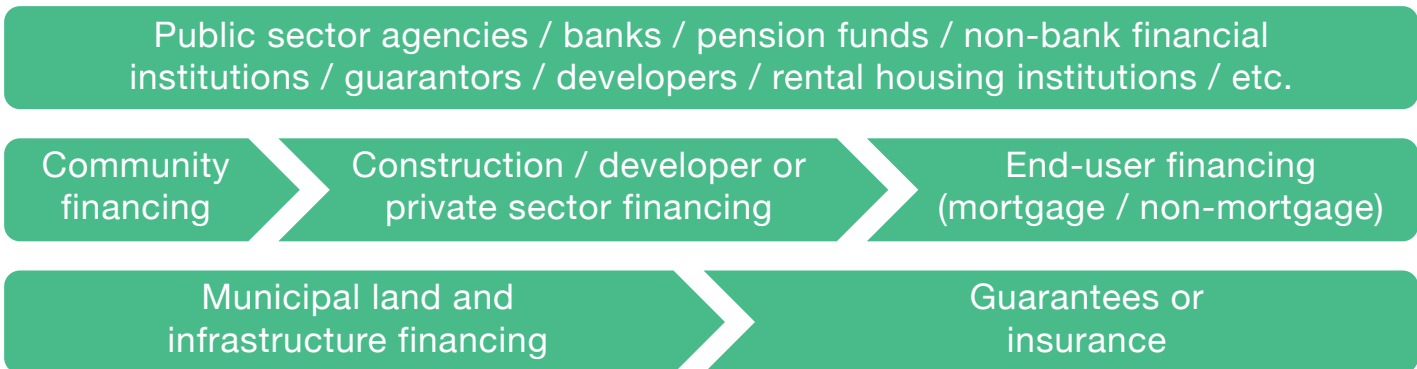 Public sector agencies / banks / pension funds / non-bank financial
institutions / guarantors / developers / rental housing institutions / etc.
Community
financing
Construction / developer or
private sector financing
End-user financing
(mortgage / non-mortgage)
Municipal land and
infrastructure financing
Guarantees or
insurance